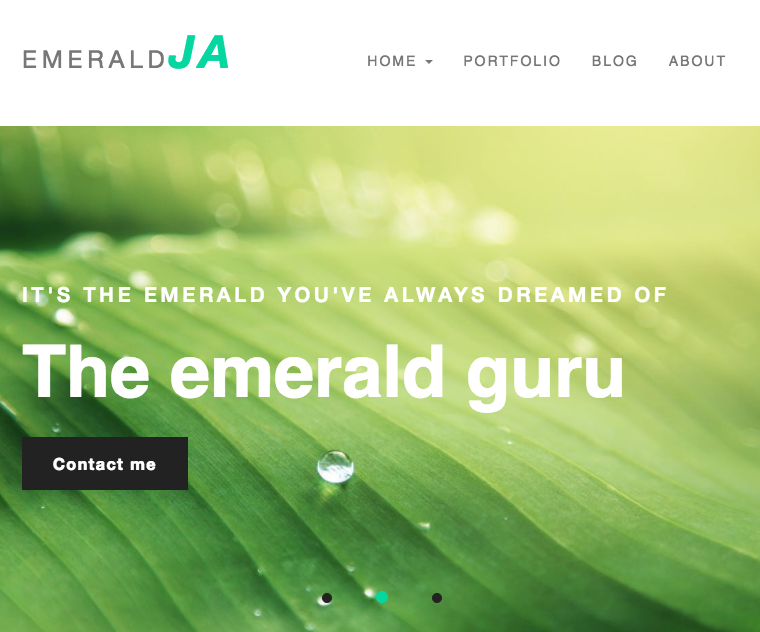 EMERALDJA
HOME PORTFOLIO BLOG ABOUT
IT'S THE EMERALD YOU'VE ALWAYS DREAMED OF
The emerald guru
Contact me